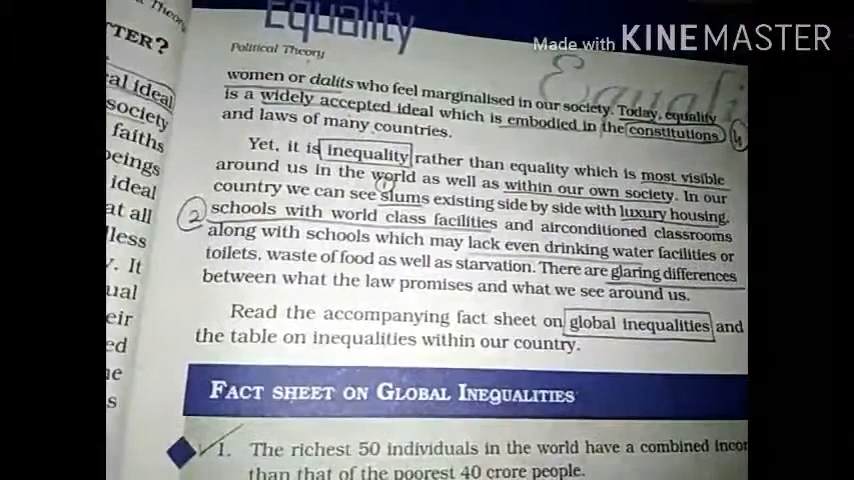 Theory
TTER?
al ideal
society
faiths
beings
ideal
at all
less
y. It
ual
eir
ed
ne
s
Equality
Political Theory
Made with KINEMASTER
Equali
women or dalits who feel marginalised in our society. Today, equality
is a widely accepted ideal which is embodied in the constitutions
and laws of many countries.
Yet, it is inequality rather than equality which is most visible
around us in the world as well as within our own society. In our
1
country we can see slums existing side by side with luxury housing,
2
schools with world class facilities and airconditioned classrooms
along with schools which may lack even drinking water facilities or
toilets, waste of food as well as starvation. There are glaring differences
between what the law promises and what we see around us.
Read the accompanying fact sheet on global inequalities and
the table on inequalities within our country.
FACT SHEET ON GLOBAL INEQUALITIES
1. The richest 50 individuals in the world have a combined incom
than that of the poorest 40 crore people.